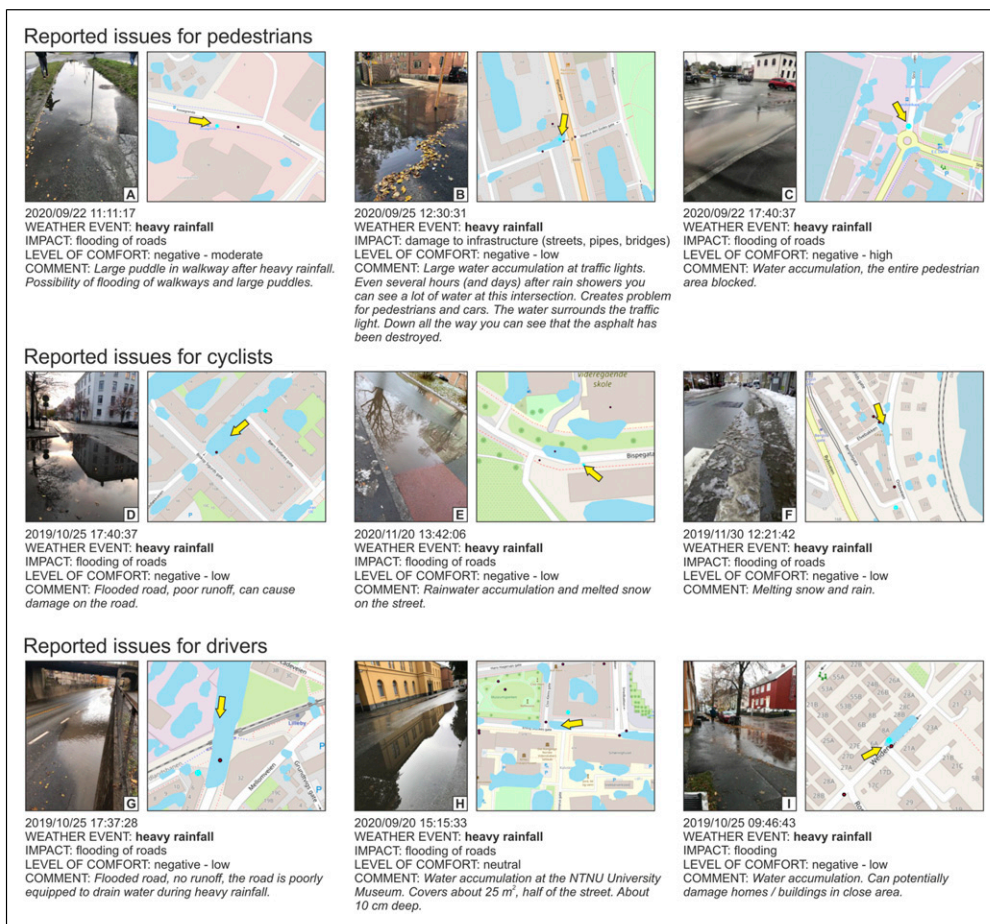 Reported issues for pedestrians
A
B
C
2020/09/22 11:11:17
WEATHER EVENT: heavy rainfall
IMPACT: flooding of roads
LEVEL OF COMFORT: negative - moderate
COMMENT: Large puddle in walkway after heavy rainfall.
Possibility of flooding of walkways and large puddles.
2020/09/25 12:30:31
WEATHER EVENT: heavy rainfall
IMPACT: damage to infrastructure (streets, pipes, bridges)
LEVEL OF COMFORT: negative - low
COMMENT: Large water accumulation at traffic lights.
Even several hours (and days) after rain showers you
can see a lot of water at this intersection. Creates problem
for pedestrians and cars. The water surrounds the traffic
light. Down all the way you can see that the asphalt has
been destroyed.
2020/09/22 17:40:37
WEATHER EVENT: heavy rainfall
IMPACT: flooding of roads
LEVEL OF COMFORT: negative - high
COMMENT: Water accumulation, the entire pedestrian
area blocked.
Reported issues for cyclists
D
videregående
skole
Bispegata
E
F
2019/10/25 17:40:37
WEATHER EVENT: heavy rainfall
IMPACT: flooding of roads
LEVEL OF COMFORT: negative - low
COMMENT: Flooded road, poor runoff, can cause
damage on the road.
2020/11/20 13:42:06
WEATHER EVENT: heavy rainfall
IMPACT: flooding of roads
LEVEL OF COMFORT: negative - low
COMMENT: Rainwater accumulation and melted snow
on the street.
2019/11/30 12:21:42
WEATHER EVENT: heavy rainfall
IMPACT: flooding of roads
LEVEL OF COMFORT: negative - low
COMMENT: Melting snow and rain.
Reported issues for drivers
G
Ladeveien
Lilleby
Mellomveien
Grundtvigs gate
H
I
2019/10/25 17:37:28
WEATHER EVENT: heavy rainfall
IMPACT: flooding of roads
LEVEL OF COMFORT: negative - low
COMMENT: Flooded road, no runoff, the road is poorly
equipped to drain water during heavy rainfall.
2020/09/20 15:15:33
WEATHER EVENT: heavy rainfall
IMPACT: flooding of roads
LEVEL OF COMFORT: neutral
COMMENT: Water accumulation at the NTNU University
Museum. Covers about 25 m², half of the street. About
10 cm deep.
2019/10/25 09:46:43
WEATHER EVENT: heavy rainfall
IMPACT: flooding
LEVEL OF COMFORT: negative - low
COMMENT: Water accumulation. Can potentially
damage homes / buildings in close area.